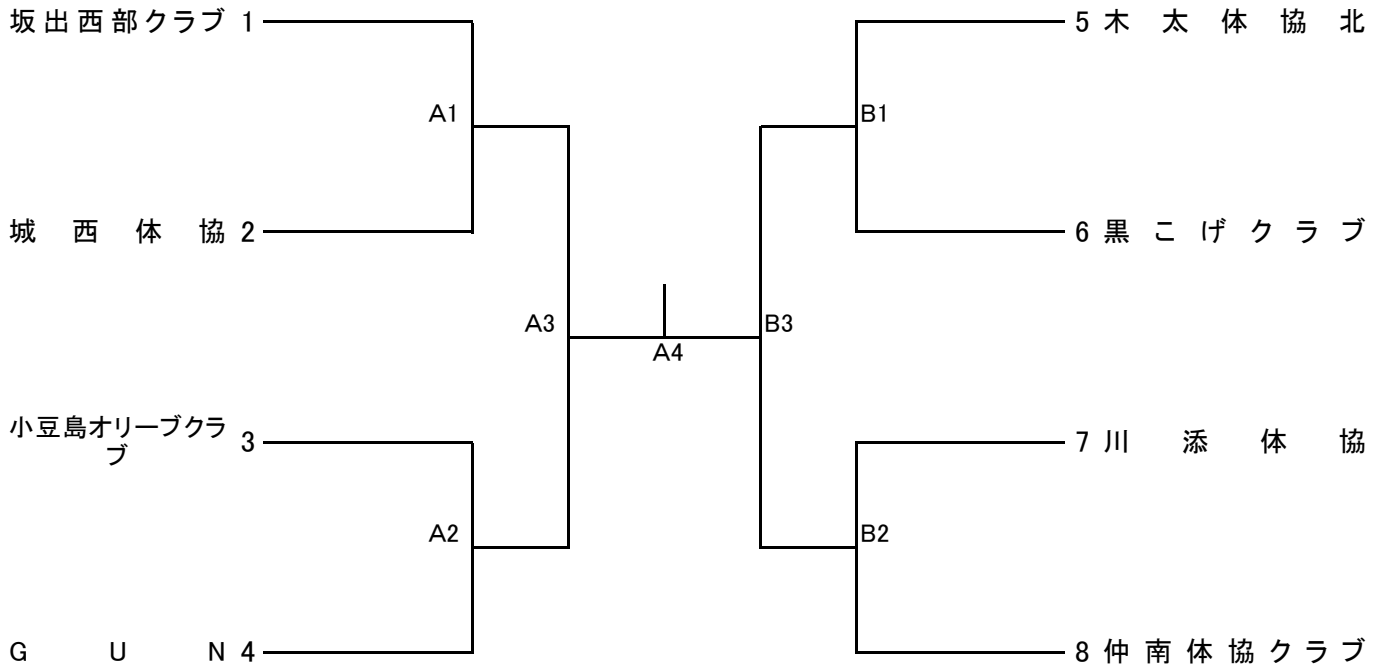 坂出西部クラブ 1
5 木太体協北
A1
B1
城西体協 2
6 黒こげクラブ
A3
B3
A4
小豆島オリーブクラ
ブ
3
7 川添体協
A2
B2
GUN 4
8 仲南体協クラブ